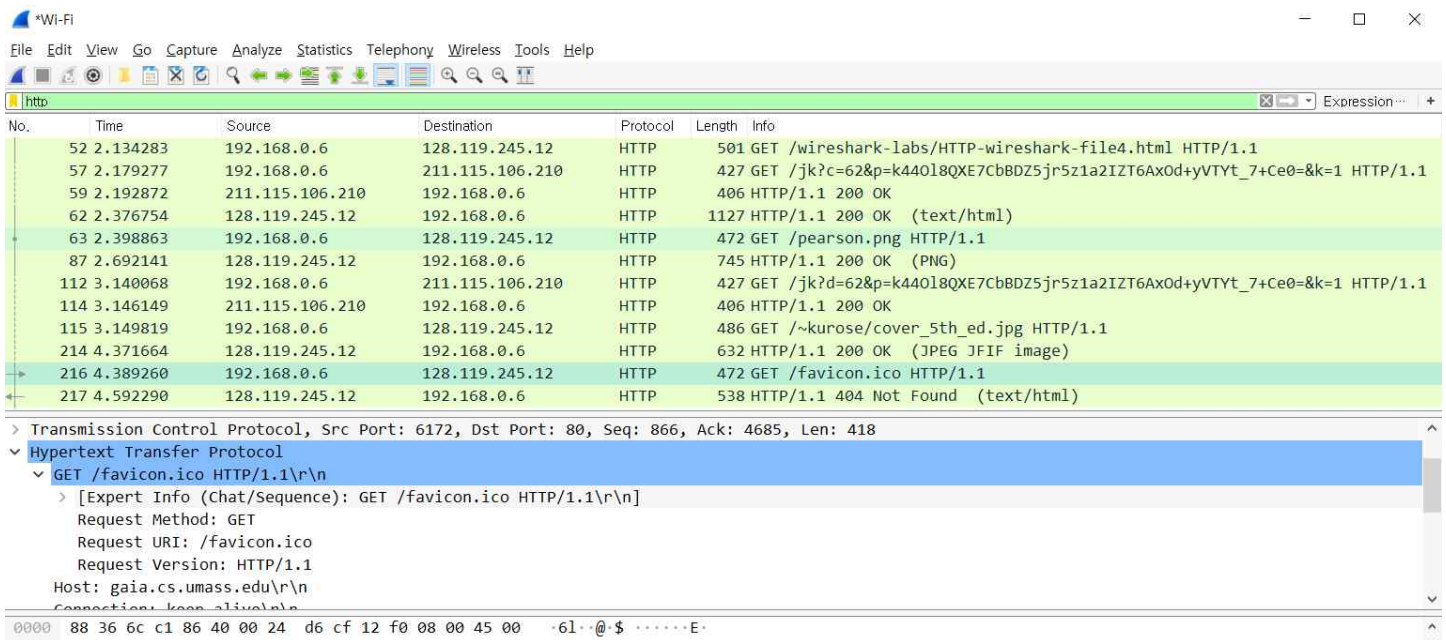 *Wi-Fi
File Edit View Go Capture Analyze Statistics Telephony Wireless Tools Help
http Expression… +
No. Time Source Destination Protocol Length Info
52 2.134283 192.168.0.6 128.119.245.12 HTTP 501 GET /wireshark-labs/HTTP-wireshark-file4.html HTTP/1.1
57 2.179277 192.168.0.6 211.115.106.210 HTTP 427 GET /jk?c=62&p=k44Ol8QXE7CbBDZ5jr5z1a2IZT6AxOd+yVTYt_7+Ce0=&k=1 HTTP/1.1
59 2.192872 211.115.106.210 192.168.0.6 HTTP 406 HTTP/1.1 200 OK
62 2.376754 128.119.245.12 192.168.0.6 HTTP 1127 HTTP/1.1 200 OK (text/html)
63 2.398863 192.168.0.6 128.119.245.12 HTTP 472 GET /pearson.png HTTP/1.1
87 2.692141 128.119.245.12 192.168.0.6 HTTP 745 HTTP/1.1 200 OK (PNG)
112 3.140068 192.168.0.6 211.115.106.210 HTTP 427 GET /jk?d=62&p=k44Ol8QXE7CbBDZ5jr5z1a2IZT6AxOd+yVTYt_7+Ce0=&k=1 HTTP/1.1
114 3.146149 211.115.106.210 192.168.0.6 HTTP 406 HTTP/1.1 200 OK
115 3.149819 192.168.0.6 128.119.245.12 HTTP 486 GET /~kurose/cover_5th_ed.jpg HTTP/1.1
214 4.371664 128.119.245.12 192.168.0.6 HTTP 632 HTTP/1.1 200 OK (JPEG JFIF image)
216 4.389260 192.168.0.6 128.119.245.12 HTTP 472 GET /favicon.ico HTTP/1.1
217 4.592290 128.119.245.12 192.168.0.6 HTTP 538 HTTP/1.1 404 Not Found (text/html)
Transmission Control Protocol, Src Port: 6172, Dst Port: 80, Seq: 866, Ack: 4685, Len: 418
Hypertext Transfer Protocol
GET /favicon.ico HTTP/1.1\r\n
[Expert Info (Chat/Sequence): GET /favicon.ico HTTP/1.1\r\n]
Request Method: GET
Request URI: /favicon.ico
Request Version: HTTP/1.1
Host: gaia.cs.umass.edu\r\n
Connection: keep-alive\r\n
0000 88 36 6c c1 86 40 00 24 d6 cf 12 f0 08 00 45 00 ·6l··@·$ ······E·